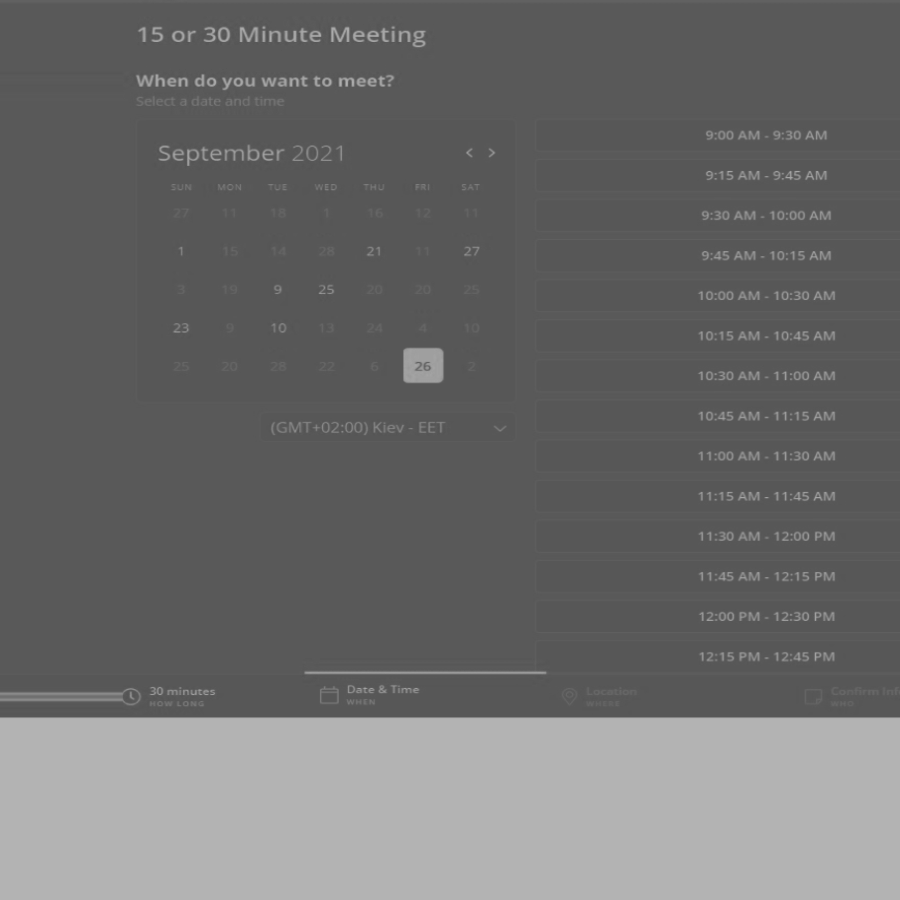 15 or 30 Minute Meeting
When do you want to meet?
Select a date and time
September 2021 < >
SUN MON TUE WED THU FRI SAT
27 11 18 1 16 12 11
1 15 14 28 21 11 27
3 19 9 25 20 20 25
23 9 10 13 24 4 10
25 20 28 22 6 26 2
(GMT+02:00) Kiev - EET
9:00 AM - 9:30 AM
9:15 AM - 9:45 AM
9:30 AM - 10:00 AM
9:45 AM - 10:15 AM
10:00 AM - 10:30 AM
10:15 AM - 10:45 AM
10:30 AM - 11:00 AM
10:45 AM - 11:15 AM
11:00 AM - 11:30 AM
11:15 AM - 11:45 AM
11:30 AM - 12:00 PM
11:45 AM - 12:15 PM
12:00 PM - 12:30 PM
12:15 PM - 12:45 PM
30 minutes
HOW LONG
Date & Time
WHEN
Location
WHERE
Confirm Inf
WHO